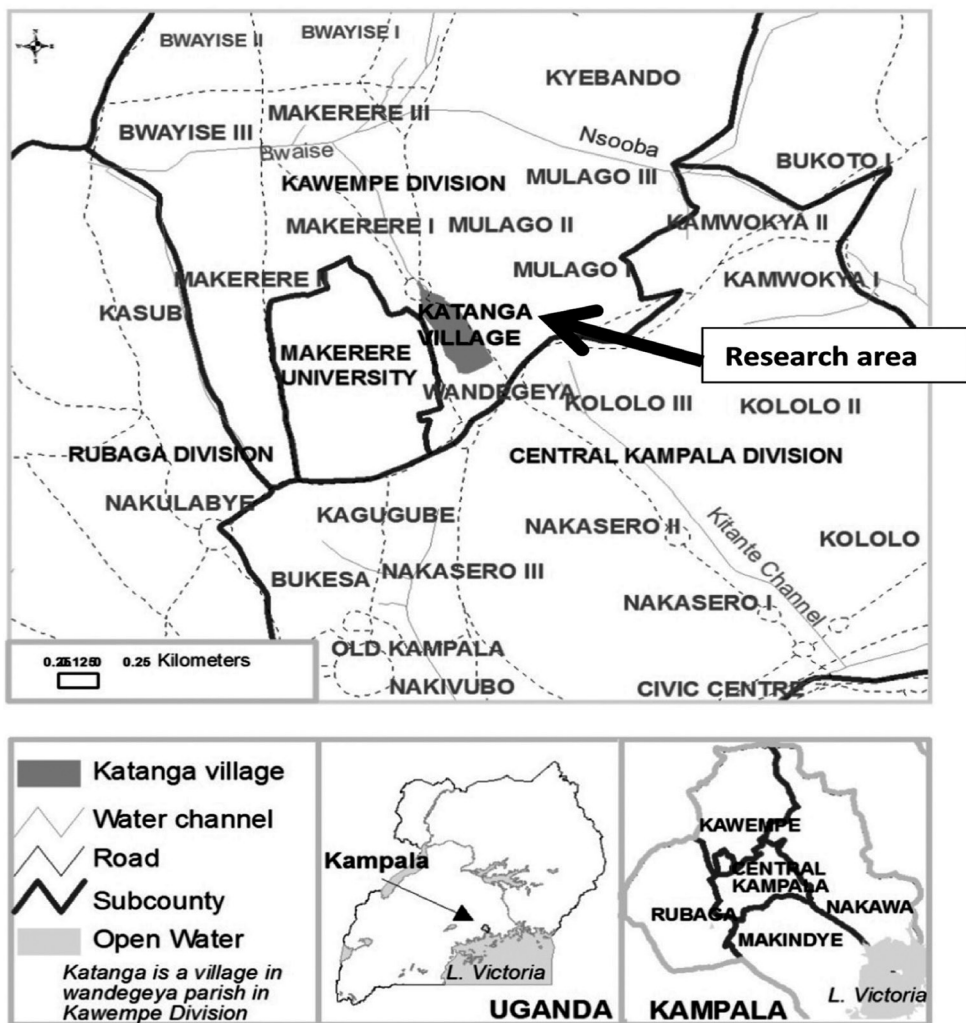 BWAYISE II
BWAYISE I
KYEBANDO
MAKERERE III
BWAYISE III
Nsooba
Bwaise
BUKOTO I
KAWEMPE DIVISION
MULAGO III
MAKERERE I
MULAGO II
KAMWOKYA II
MULAGO I
MAKERERE II
KAMWOKYA I
KASUBI
KATANGA
VILLAGE
Research area
MAKERERE
UNIVERSITY
WANDEGEYA
KOLOLO III
KOLOLO II
RUBAGA DIVISION
CENTRAL KAMPALA DIVISION
NAKULABYE
KAGUGUBE
NAKASERO II
Kitante Channel
KOLOLO
BUKESA
NAKASERO III
NAKASERO I
OLD KAMPALA
0.25 Kilometers
NAKIVUBO
CIVIC CENTRE
Katanga village
Water channel
Road
Subcounty
Open Water
Katanga is a village in
wandegeya parish in
Kawempe Division
Kampala
L. Victoria
UGANDA
KAWEMPE
CENTRAL
KAMPALA
RUBAGA
NAKAWA
MAKINDYE
L. Victoria
KAMPALA